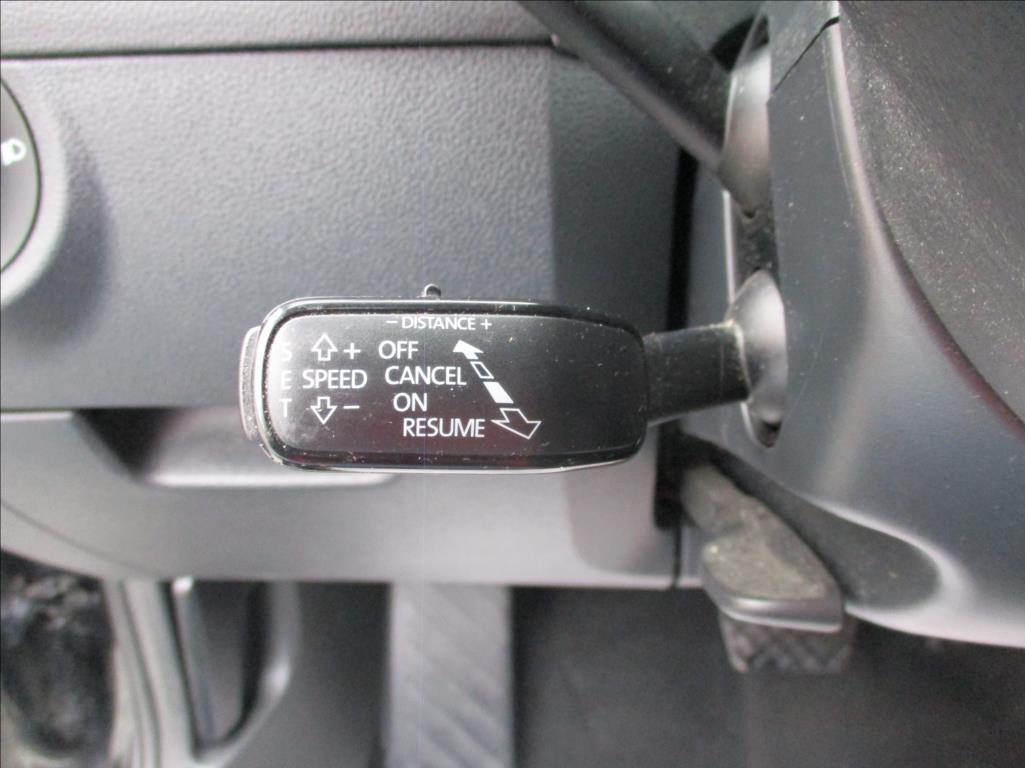 - DISTANCE +
S + OFF
E SPEED CANCEL
T - ON
RESUME